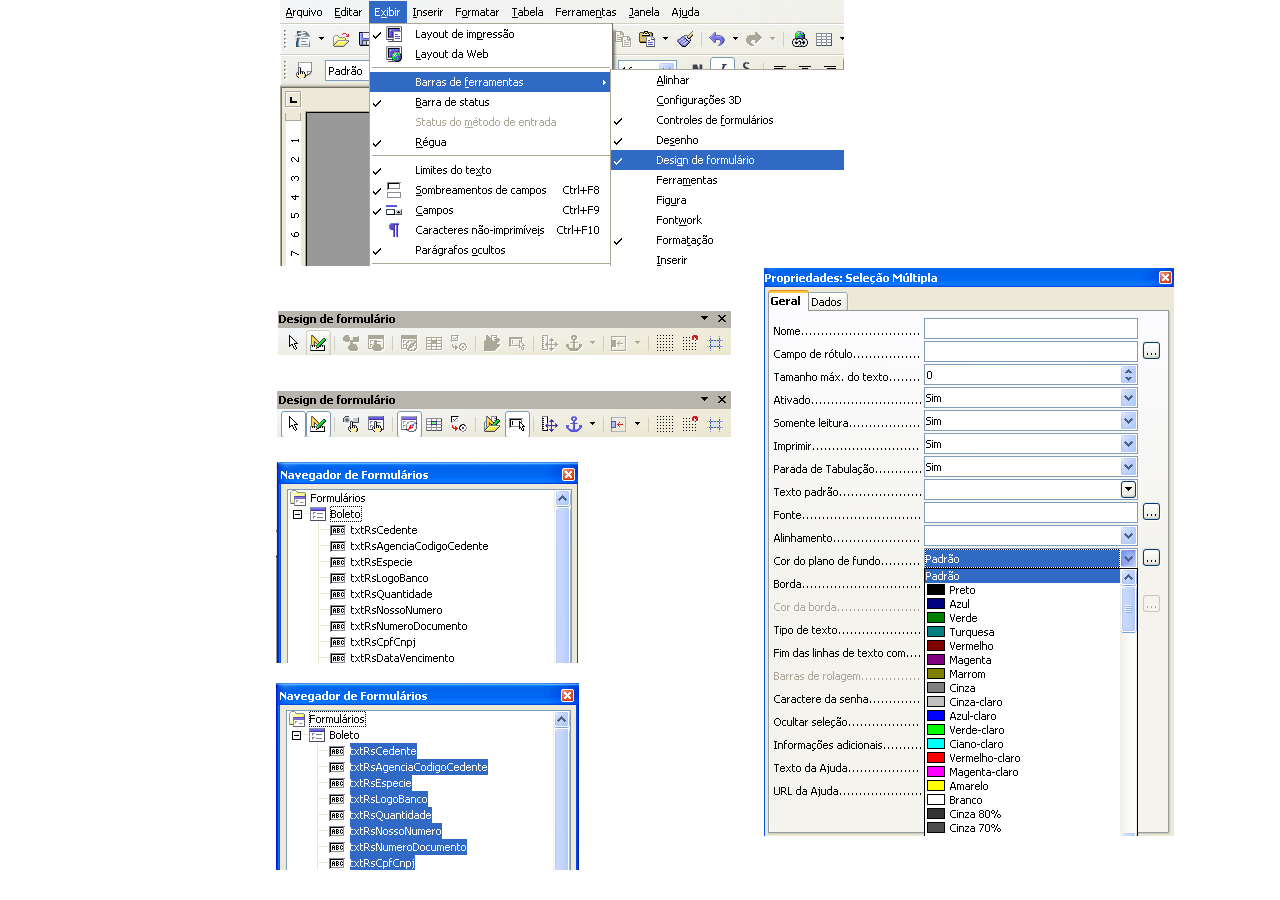 Arquivo Editar Exibir Inserir Formatar Tabela Ferramentas Janela Ajuda
Layout de impressão
Layout da Web
Padrão
Barras de ferramentas
Barra de status
Status do método de entrada
Régua
Limites do texto
Sombreamentos de campos Ctrl+F8
Campos Ctrl+F9
Caracteres não-imprimíveis Ctrl+F10
Parágrafos ocultos
1
2
3
4
5
6
7
Alinhar
Configurações 3D
Controles de formulários
Desenho
Design de formulário
Ferramentas
Figura
Fontwork
Formatação
Inserir
Design de formulário
Design de formulário
Navegador de Formulários
Formulários
Boleto
txtRsCedente
txtRsAgenciaCodigoCedente
txtRsEspecie
txtRsLogoBanco
txtRsQuantidade
txtRsNossoNumero
txtRsNumeroDocumento
txtRsCpfCnpj
txtRsDataVencimento
Navegador de Formulários
Formulários
Boleto
txtRsCedente
txtRsAgenciaCodigoCedente
txtRsEspecie
txtRsLogoBanco
txtRsQuantidade
txtRsNossoNumero
txtRsNumeroDocumento
txtRsCpfCnpj
Propriedades: Seleção Múltipla
Geral Dados
Nome
Campo de rótulo ...
Tamanho máx. do texto 0
Ativado Sim
Somente leitura Sim
Imprimir Sim
Parada de Tabulação Sim
Texto padrão
Fonte ...
Alinhamento
Cor do plano de fundo Padrão ...
Borda
Cor da borda ...
Tipo de texto
Fim das linhas de texto com
Barras de rolagem
Caractere da senha
Ocultar seleção
Informações adicionais
Texto da Ajuda
URL da Ajuda
Padrão
Preto
Azul
Verde
Turquesa
Vermelho
Magenta
Marrom
Cinza
Cinza-claro
Azul-claro
Verde-claro
Ciano-claro
Vermelho-claro
Magenta-claro
Amarelo
Branco
Cinza 80%
Cinza 70%